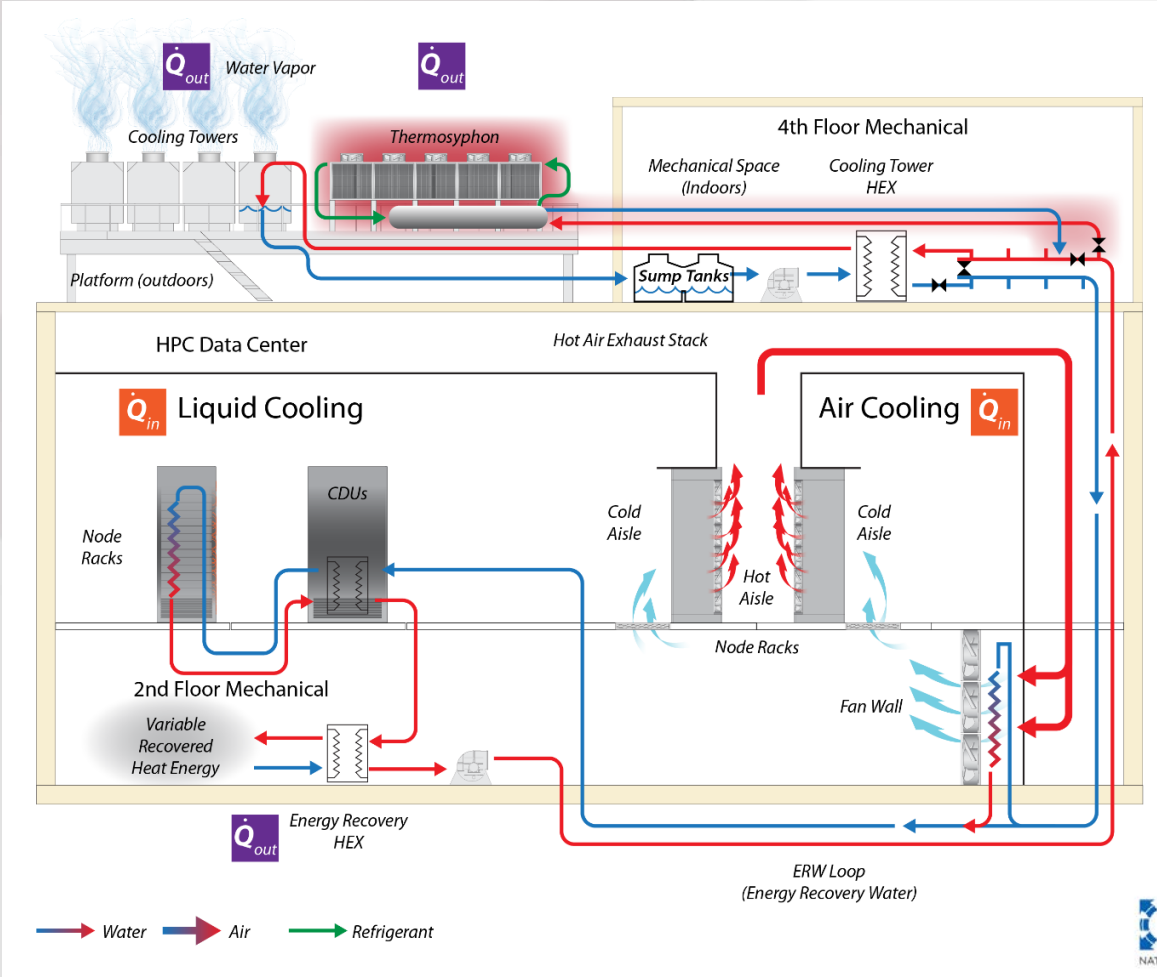 Q̇out
Water Vapor
Q̇out
Cooling Towers
Thermosyphon
4th Floor Mechanical
Mechanical Space
(Indoors)
Cooling Tower
HEX
Platform (outdoors)
Sump Tanks
HPC Data Center
Hot Air Exhaust Stack
Q̇in
Liquid Cooling
Air Cooling
Q̇in
CDUs
Node
Racks
Cold
Aisle
Cold
Aisle
Hot
Aisle
Node Racks
2nd Floor Mechanical
Variable
Recovered
Heat Energy
Fan Wall
Q̇out
Energy Recovery
HEX
ERW Loop
(Energy Recovery Water)
Water
Air
Refrigerant